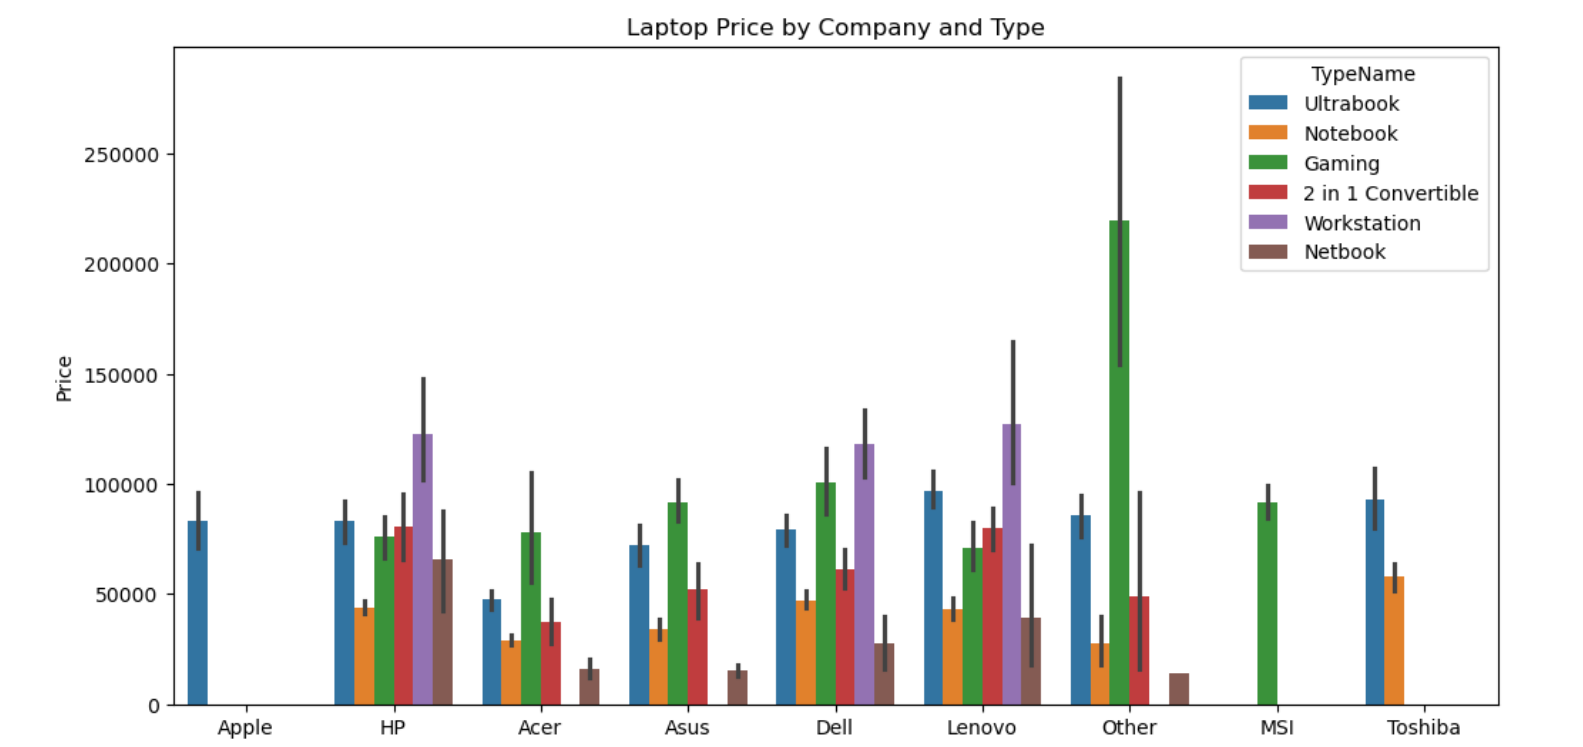 Laptop Price by Company and Type
TypeName
Ultrabook
Notebook
Gaming
2 in 1 Convertible
Workstation
Netbook
Price
250000
200000
150000
100000
50000
0
Apple HP Acer Asus Dell Lenovo Other MSI Toshiba